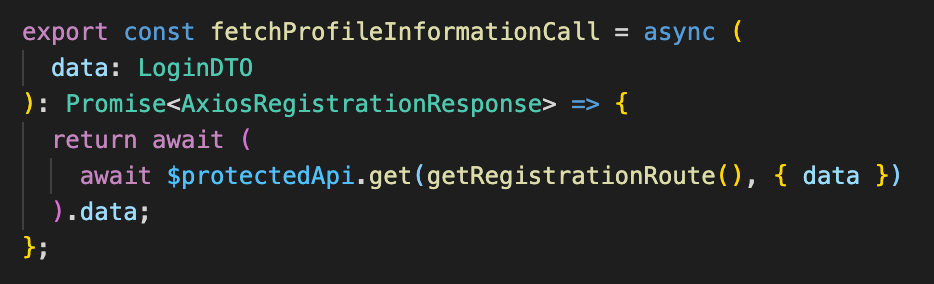 export const fetchProfileInformationCall = async (
  data: LoginDTO
): Promise<AxiosRegistrationResponse> => {
  return await (
    await $protectedApi.get(getRegistrationRoute(), { data })
  ).data;
};